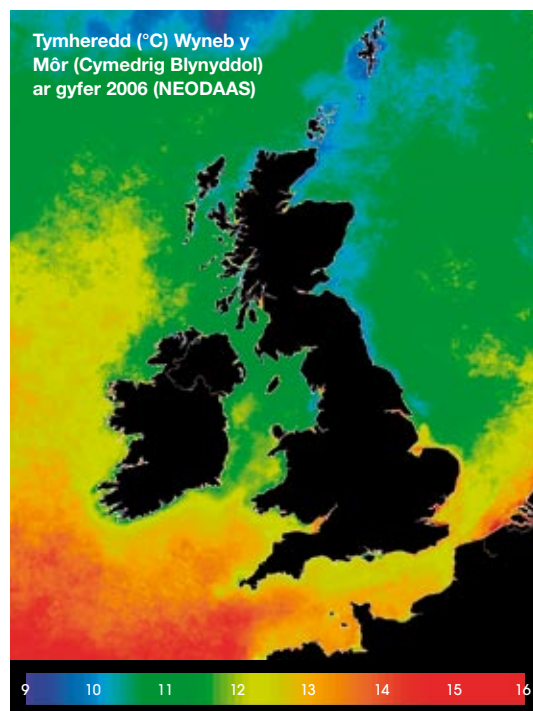 Tymheredd (°C) Wyneb y
Môr (Cymedrig Blynyddol)
ar gyfer 2006 (NEODAAS)
9 10 11 12 13 14 15 16